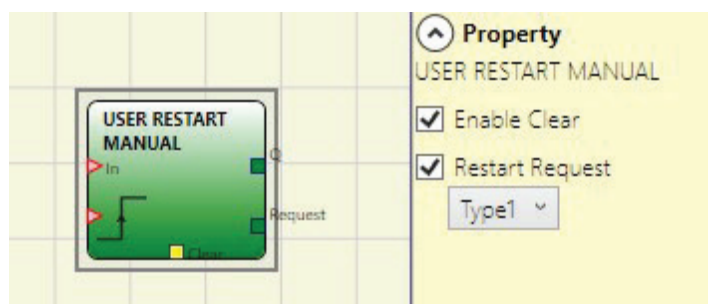 USER RESTART
MANUAL
In
Q
Request
Clear
Property
USER RESTART MANUAL
Enable Clear
Restart Request
Type1